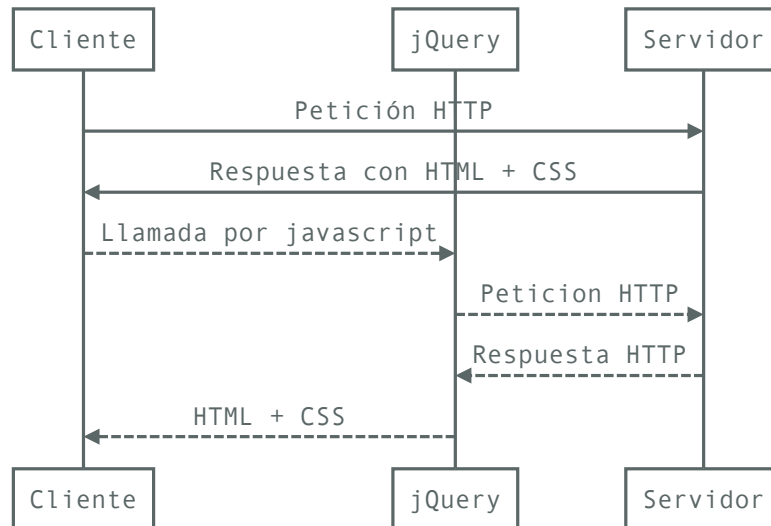 Cliente jQuery Servidor
Petición HTTP
Respuesta con HTML + CSS
Llamada por javascript
Peticion HTTP
Respuesta HTTP
HTML + CSS
Cliente jQuery Servidor